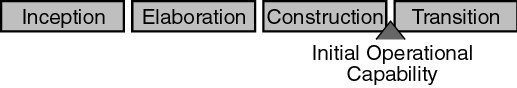 Inception Elaboration Construction Transition
Initial Operational
Capability